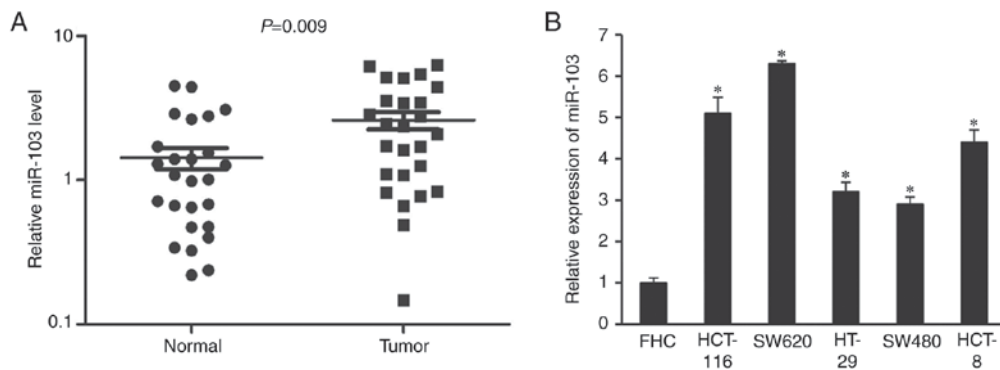 A
P=0.009
Relative miR-103 level
10
1
0.1
Normal
Tumor
B
Relative expression of miR-103
7
6
5
4
3
2
1
0
*
*
*
*
*
FHC
HCT-
116
SW620
HT-
29
SW480
HCT-
8